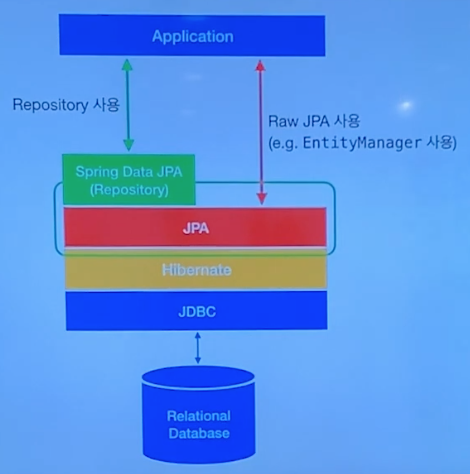 Application
Repository 사용
Raw JPA 사용
(e.g. EntityManager 사용)
Spring Data JPA
(Repository)
JPA
Hibernate
JDBC
Relational
Database